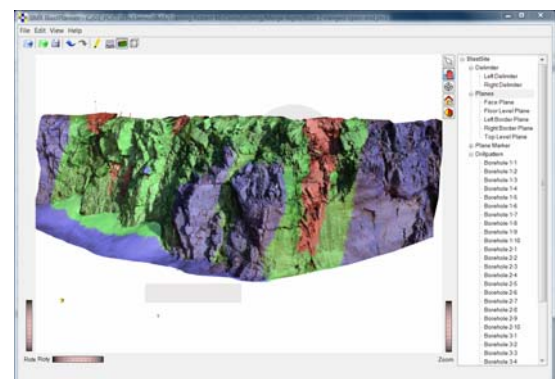 File Edit View Help
BlastSite
Delimiter
Left Delimiter
Right Delimiter
Planes
Face Plane
Floor Level Plane
Left Border Plane
Right Border Plane
Top Level Plane
Plane Marker
Drillpattern
Borehole 1-1
Borehole 1-2
Borehole 1-3
Borehole 1-4
Borehole 1-5
Borehole 1-6
Borehole 1-7
Borehole 1-8
Borehole 1-9
Borehole 1-10
Borehole 2-1
Borehole 2-2
Borehole 2-3
Borehole 2-4
Borehole 2-5
Borehole 2-6
Borehole 2-7
Borehole 2-8
Borehole 2-9
Borehole 2-10
Borehole 3-1
Borehole 3-2
Borehole 3-3
Borehole 3-4
Rotx Roty
Zoom